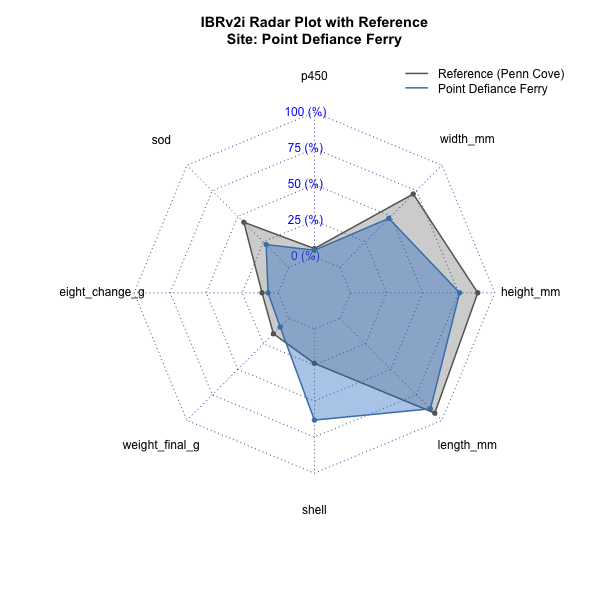 IBRv2i Radar Plot with Reference
Site: Point Defiance Ferry
p450
Reference (Penn Cove)
Point Defiance Ferry
100 (%)
sod
width_mm
75 (%)
50 (%)
25 (%)
0 (%)
eight_change_g
height_mm
weight_final_g
length_mm
shell